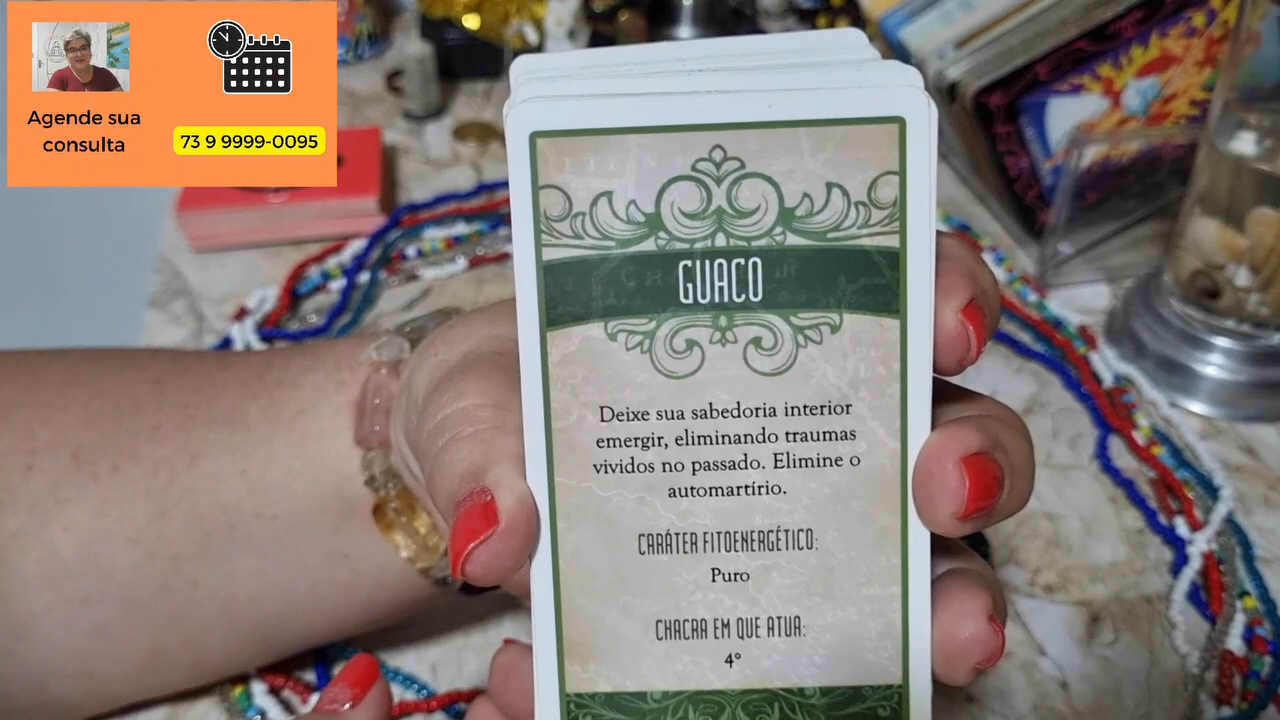 Agende sua
consulta
73 9 9999-0095
GUACO
Deixe sua sabedoria interior
emergir, eliminando traumas
vividos no passado. Elimine o
automartírio.
CARÁTER FITOENERGÉTICO:
Puro
CHACRA EM QUE ATUA:
4º